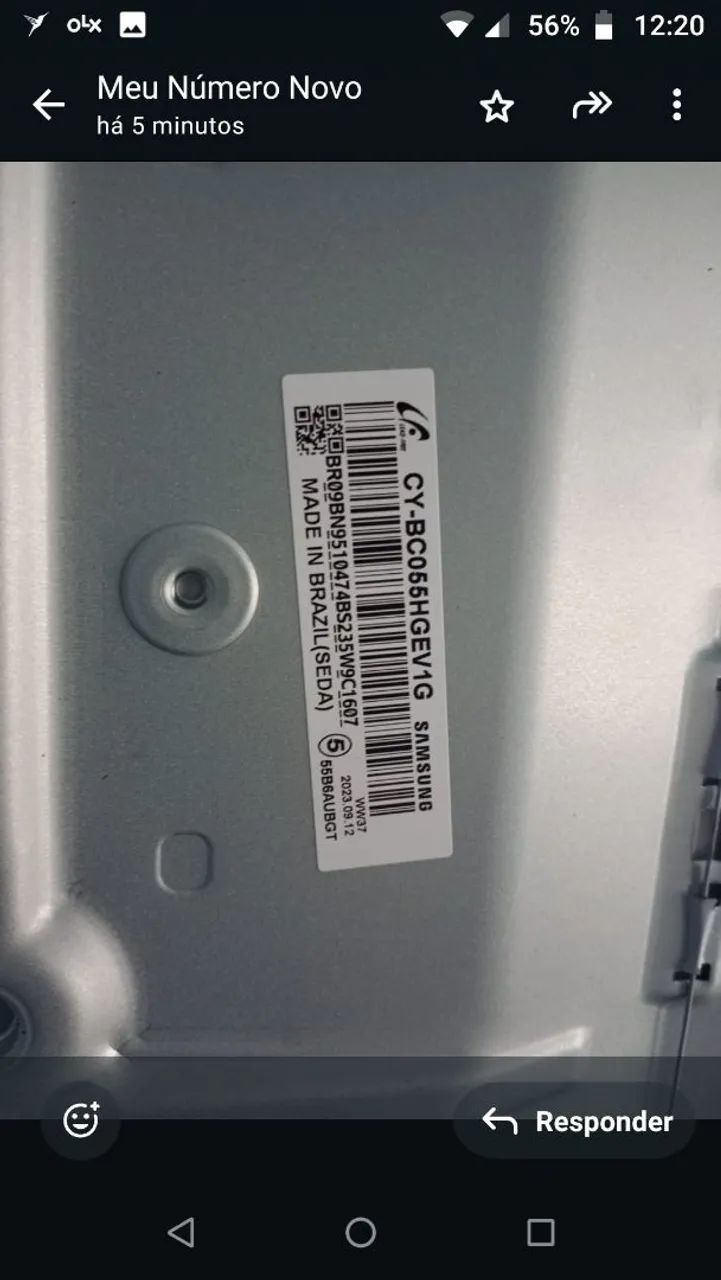 OLX
56%
12:20
Meu Número Novo
há 5 minutos
CY-BC055HGEV1G SAMSUNG
BR09BN9510474BS235W9C1607
WW37
2023.09.12
MADE IN BRAZIL(SEDA)
5
55B6AUBGT
Responder